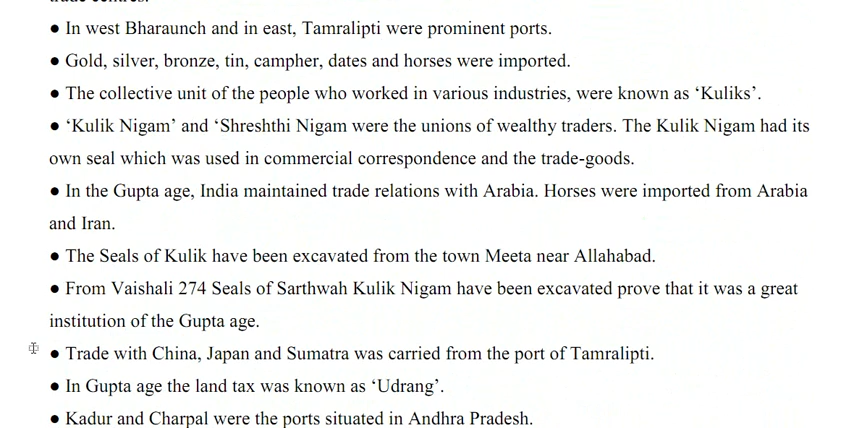 ● In west Bharaunch and in east, Tamralipti were prominent ports.
● Gold, silver, bronze, tin, campher, dates and horses were imported.
● The collective unit of the people who worked in various industries, were known as ‘Kuliks’.
● ‘Kulik Nigam’ and ‘Shreshthi Nigam were the unions of wealthy traders. The Kulik Nigam had its
own seal which was used in commercial correspondence and the trade-goods.
● In the Gupta age, India maintained trade relations with Arabia. Horses were imported from Arabia
and Iran.
● The Seals of Kulik have been excavated from the town Meeta near Allahabad.
● From Vaishali 274 Seals of Sarthwah Kulik Nigam have been excavated prove that it was a great
institution of the Gupta age.
● Trade with China, Japan and Sumatra was carried from the port of Tamralipti.
● In Gupta age the land tax was known as ‘Udrang’.
● Kadur and Charpal were the ports situated in Andhra Pradesh.